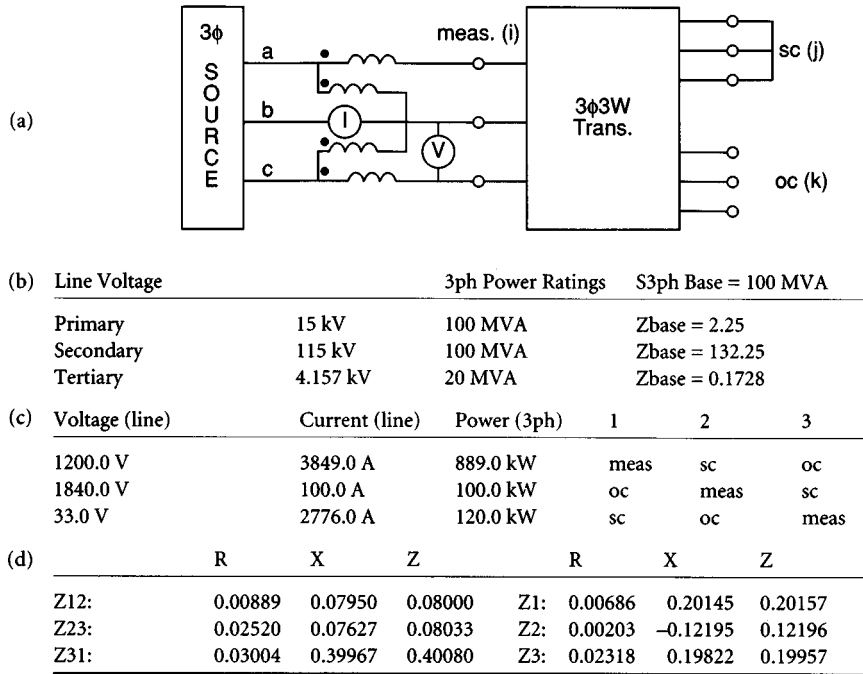 (a)
3ϕ
SOURCE
a
b
c
I
V
meas. (i)
3ϕ3W
Trans.
sc (j)
oc (k)
(b) Line Voltage 3ph Power Ratings S3ph Base = 100 MVA
Primary 15 kV 100 MVA Zbase = 2.25
Secondary 115 kV 100 MVA Zbase = 132.25
Tertiary 4.157 kV 20 MVA Zbase = 0.1728
(c) Voltage (line) Current (line) Power (3ph) 1 2 3
1200.0 V 3849.0 A 889.0 kW meas sc oc
1840.0 V 100.0 A 100.0 kW oc meas sc
33.0 V 2776.0 A 120.0 kW sc oc meas
(d) R X Z R X Z
Z12: 0.00889 0.07950 0.08000 Z1: 0.00686 0.20145 0.20157
Z23: 0.02520 0.07627 0.08033 Z2: 0.00203 –0.12195 0.12196
Z31: 0.03004 0.39967 0.40080 Z3: 0.02318 0.19822 0.19957